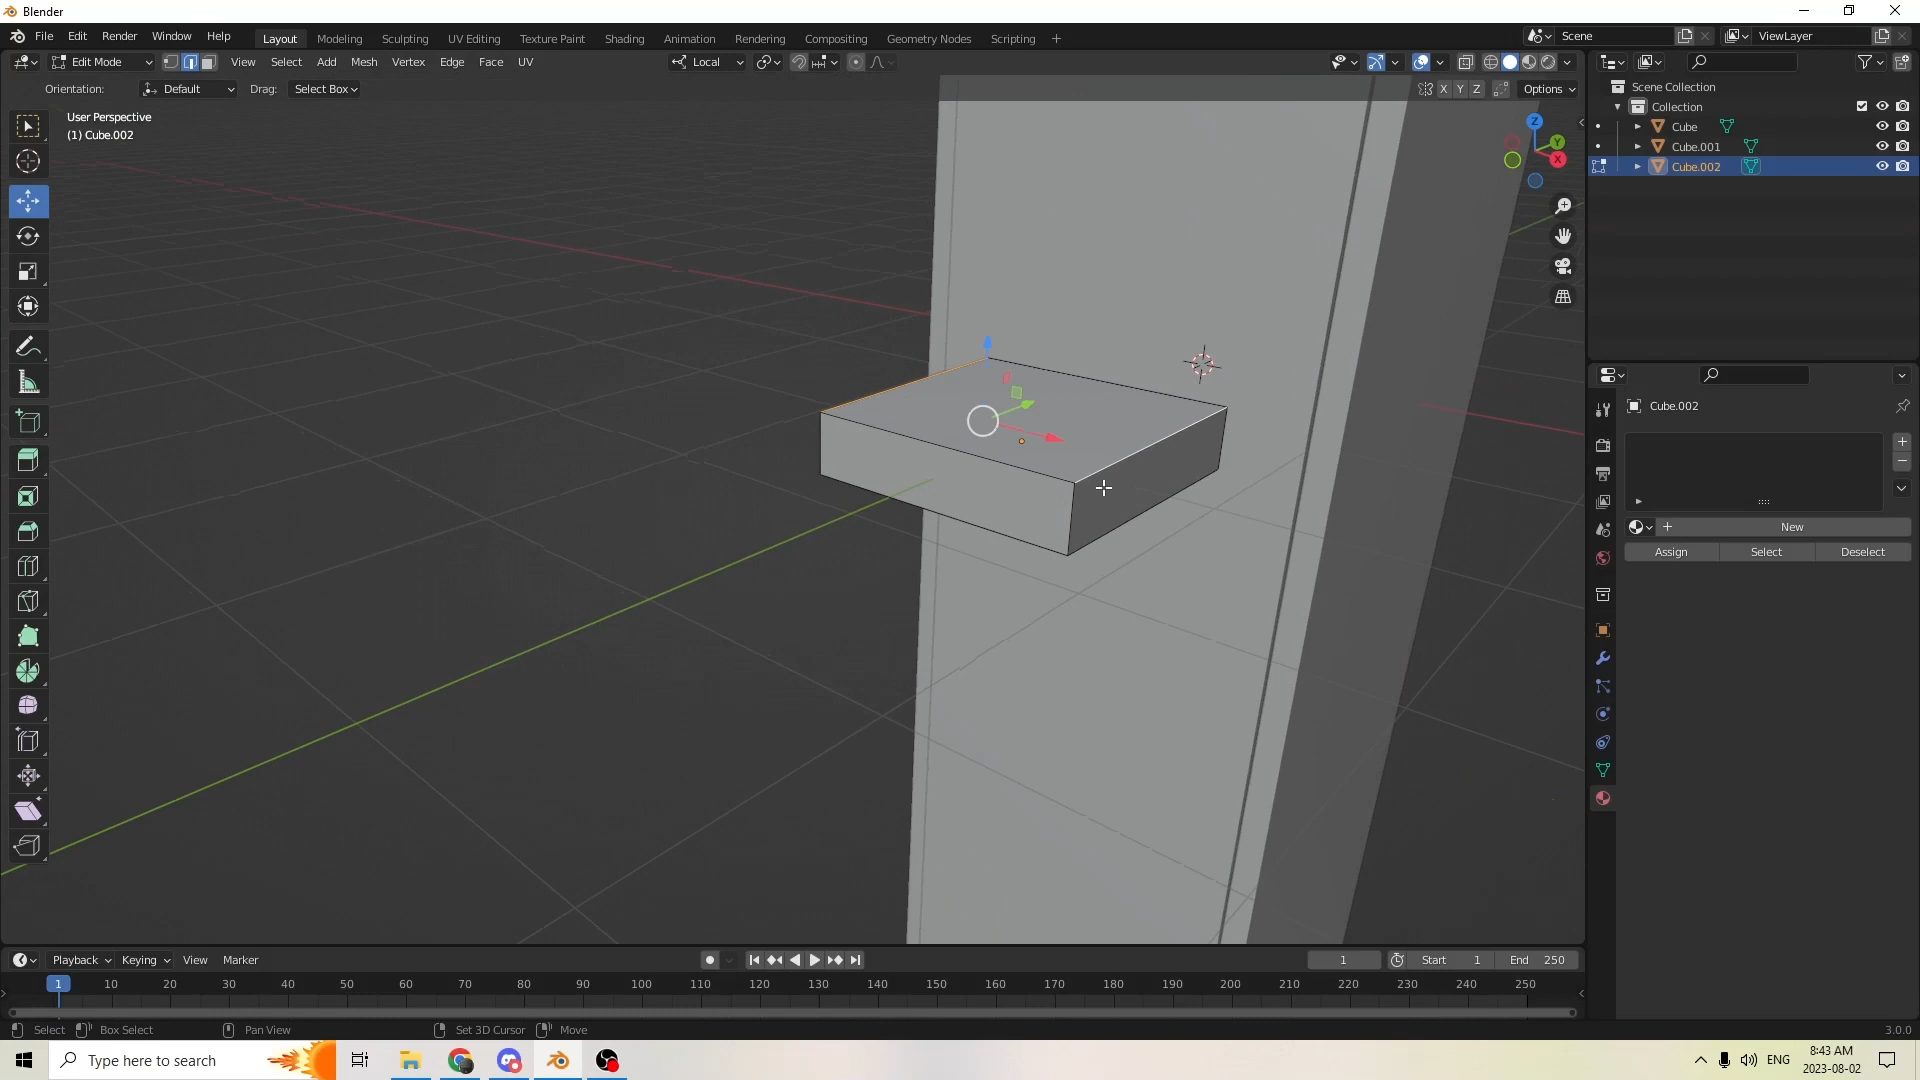 Blender
File Edit Render Window Help
Layout Modeling Sculpting UV Editing Texture Paint Shading Animation Rendering Compositing Geometry Nodes Scripting +
Scene
ViewLayer
Edit Mode View Select Add Mesh Vertex Edge Face UV
Local
Orientation: Default Drag: Select Box
X Y Z Options
User Perspective
(1) Cube.002
Z
Y
X
Scene Collection
Collection
Cube
Cube.001
Cube.002
Cube.002
+ New
Assign Select Deselect
Playback Keying View Marker
1 Start 1 End 250
1 10 20 30 40 50 60 70 80 90 100 110 120 130 140 150 160 170 180 190 200 210 220 230 240 250
Select Box Select Pan View Set 3D Cursor Move
3.0.0
Type here to search
ENG
8:43 AM
2023-08-02